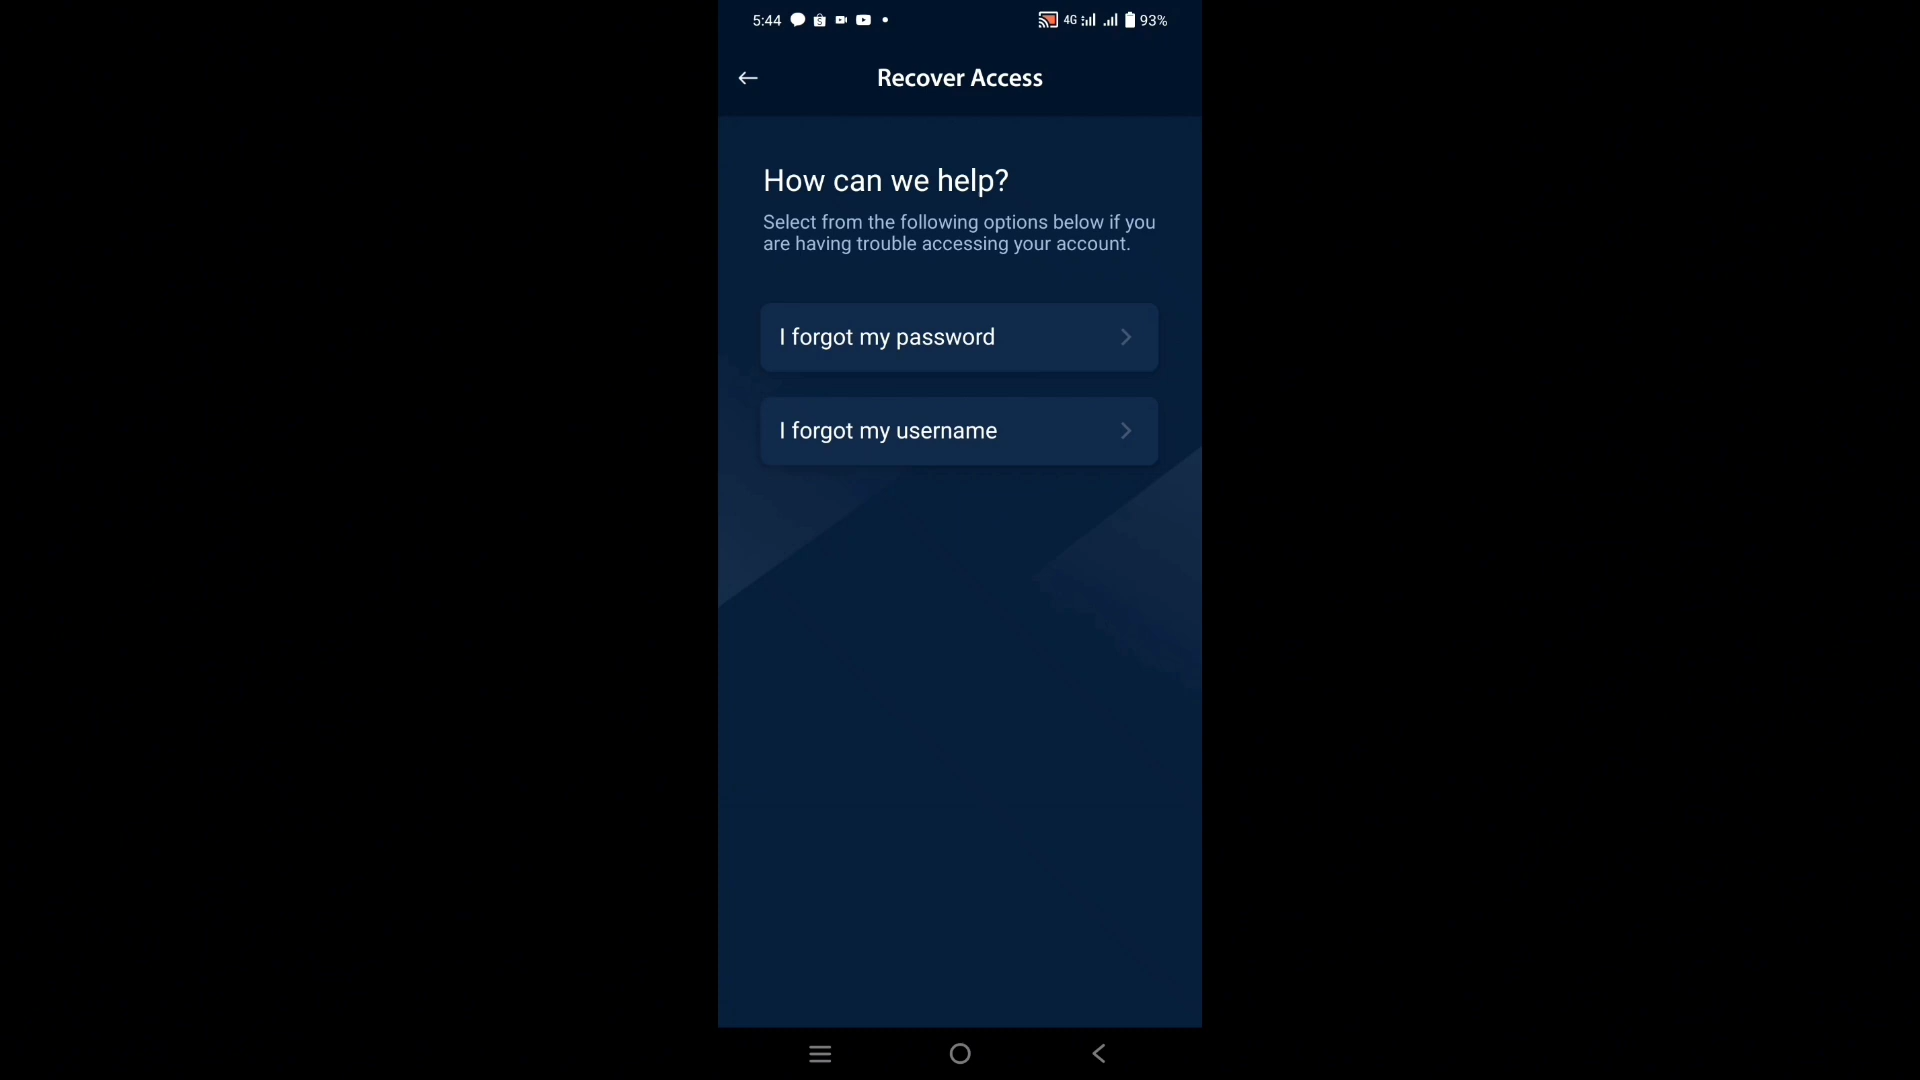 5:44 4G 93%
Recover Access
How can we help?
Select from the following options below if you
are having trouble accessing your account.
I forgot my password
I forgot my username